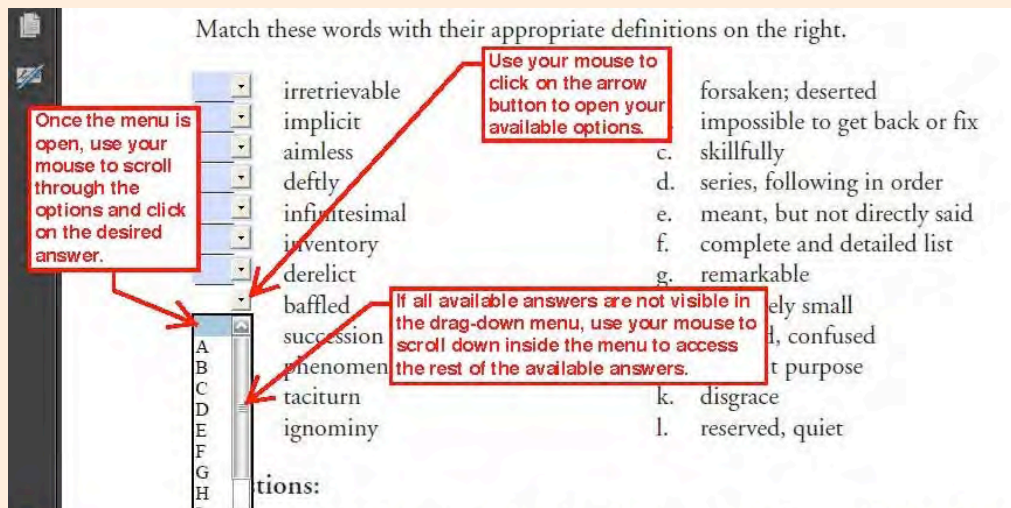 Match these words with their appropriate definitions on the right.
Use your mouse to
click on the arrow
button to open your
available options.
Once the menu is
open, use your
mouse to scroll
through the
options and click
on the desired
answer.
irretrievable forsaken; deserted
implicit impossible to get back or fix
aimless c. skillfully
deftly d. series, following in order
infinitesimal e. meant, but not directly said
inventory f. complete and detailed list
derelict g. remarkable
baffled ely small
If all available answers are not visible in
the drag-down menu, use your mouse to
scroll down inside the menu to access
the rest of the available answers.
succession d, confused
phenomen t purpose
taciturn k. disgrace
ignominy l. reserved, quiet
A
B
C
D
E
F
G
H
stions: